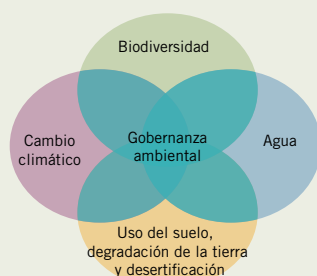 Biodiversidad
Cambio
climático
Gobernanza
ambiental
Agua
Uso del suelo,
degradación de la tierra
y desertificación